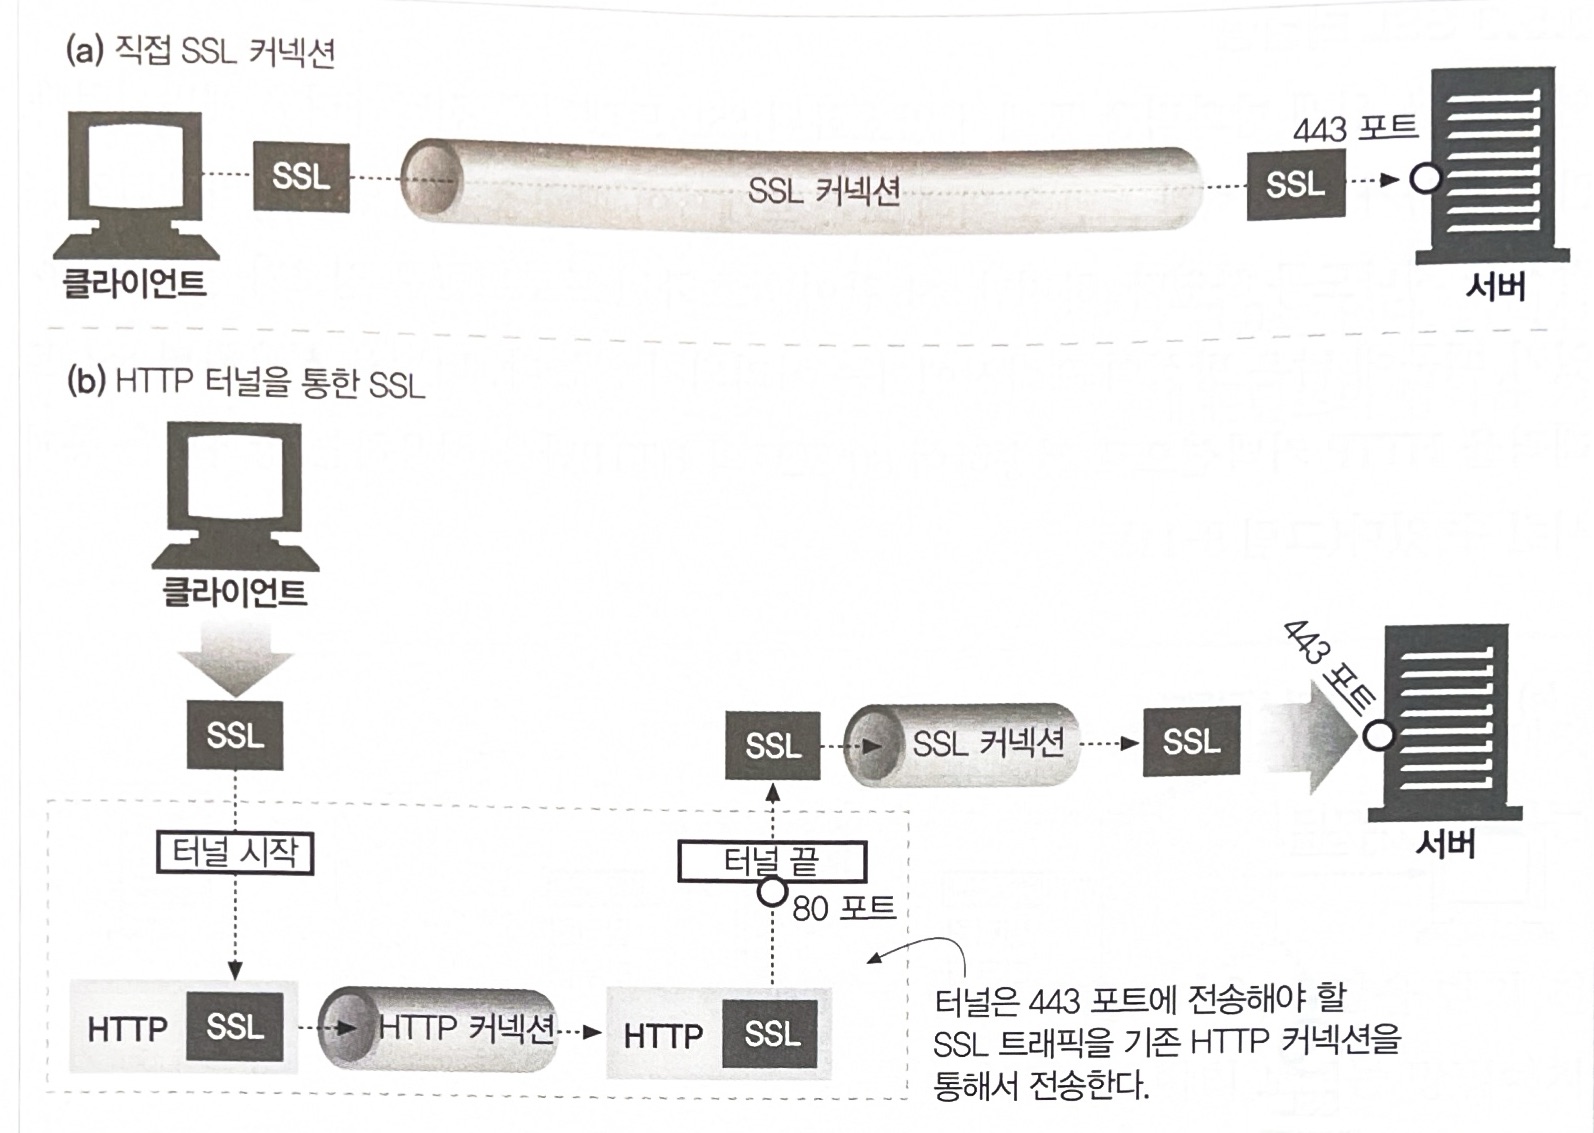 (a) 직접 SSL 커넥션
443 포트
SSL
SSL 커넥션
SSL
클라이언트
서버
(b) HTTP 터널을 통한 SSL
클라이언트
443 포트
SSL
SSL
SSL 커넥션
SSL
서버
터널 시작
터널 끝
80 포트
HTTP
SSL
HTTP 커넥션
HTTP
SSL
터널은 443 포트에 전송해야 할
SSL 트래픽을 기존 HTTP 커넥션을
통해서 전송한다.